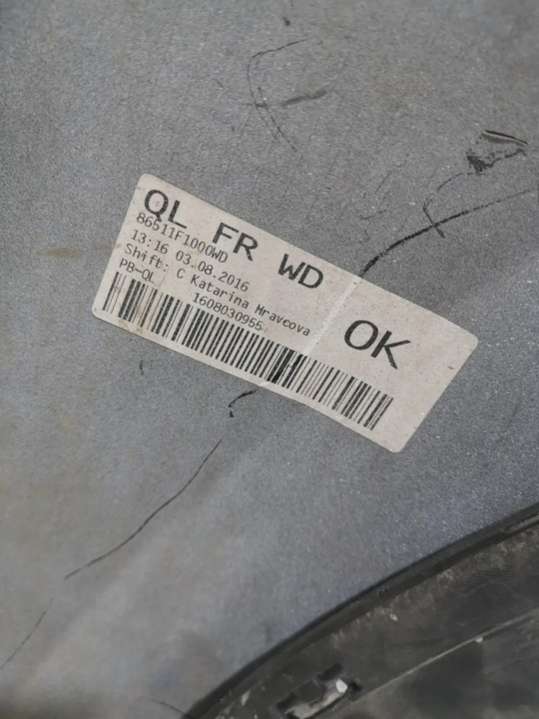 QL FR WD
86511F1000WD
13:16 03.08.2016
Shift: C Katarina Mravcova
PB-QL
1608030955
OK